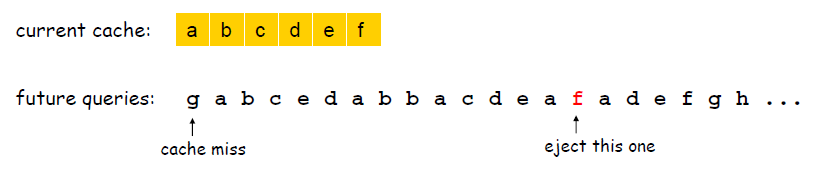 current cache: a b c d e f
future queries: g a b c e d a b b a c d e a f a d e f g h ...
cache miss
eject this one